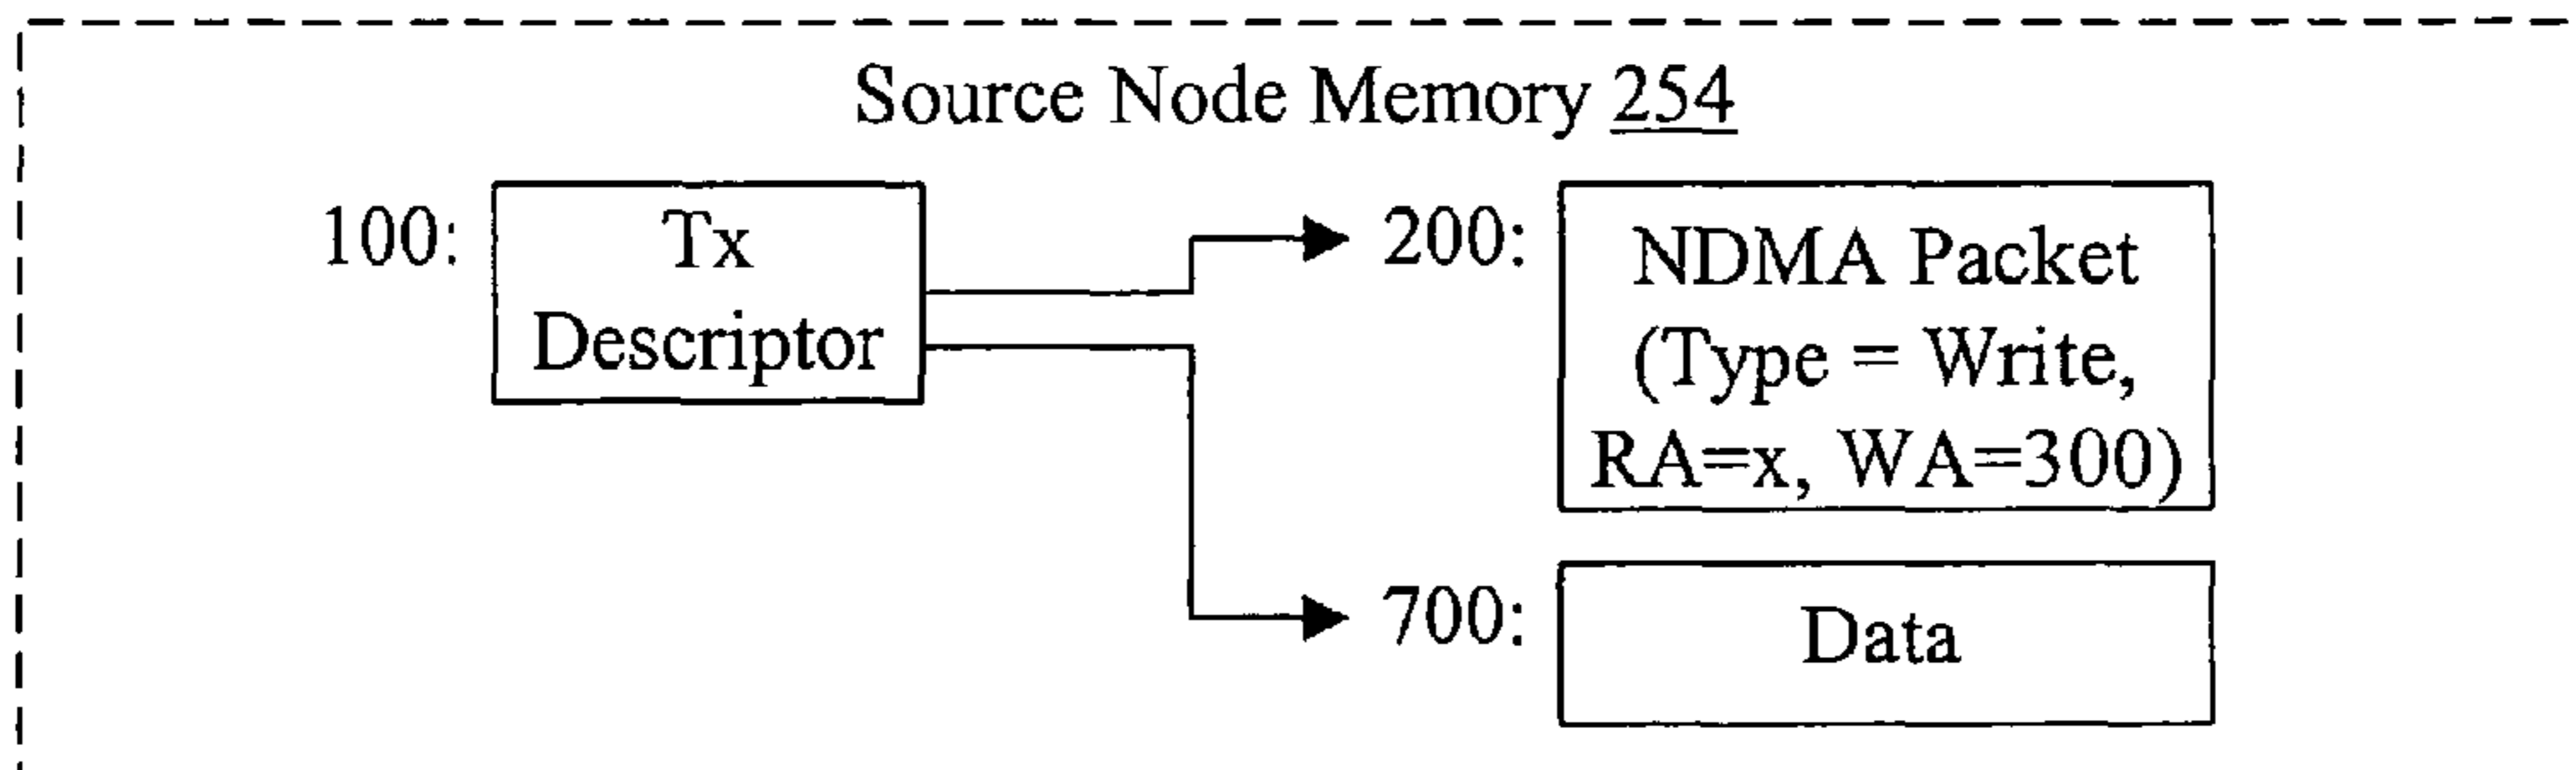 Source Node Memory 254
100:
Tx
Descriptor
200:
NDMA Packet
(Type = Write,
RA=x, WA=300)
700:
Data